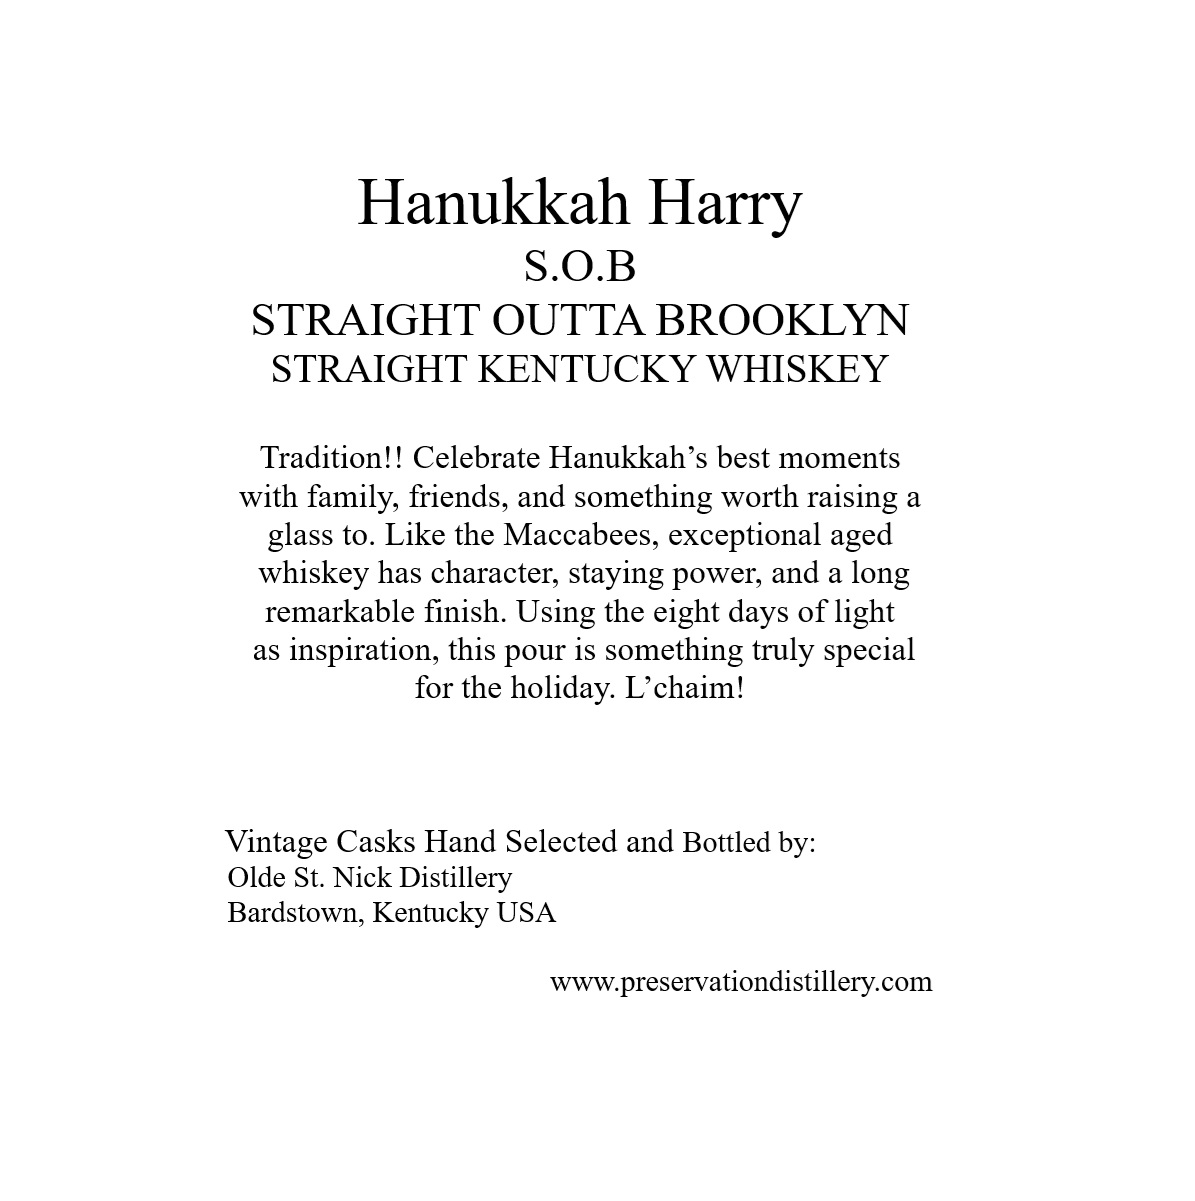 Hanukkah Harry
S.O.B
STRAIGHT OUTTA BROOKLYN
STRAIGHT KENTUCKY WHISKEY
Tradition!! Celebrate Hanukkah’s best moments
with family, friends, and something worth raising a
glass to. Like the Maccabees, exceptional aged
whiskey has character, staying power, and a long
remarkable finish. Using the eight days of light
as inspiration, this pour is something truly special
for the holiday. L’chaim!
Vintage Casks Hand Selected and Bottled by:
Olde St. Nick Distillery
Bardstown, Kentucky USA
www.preservationdistillery.com